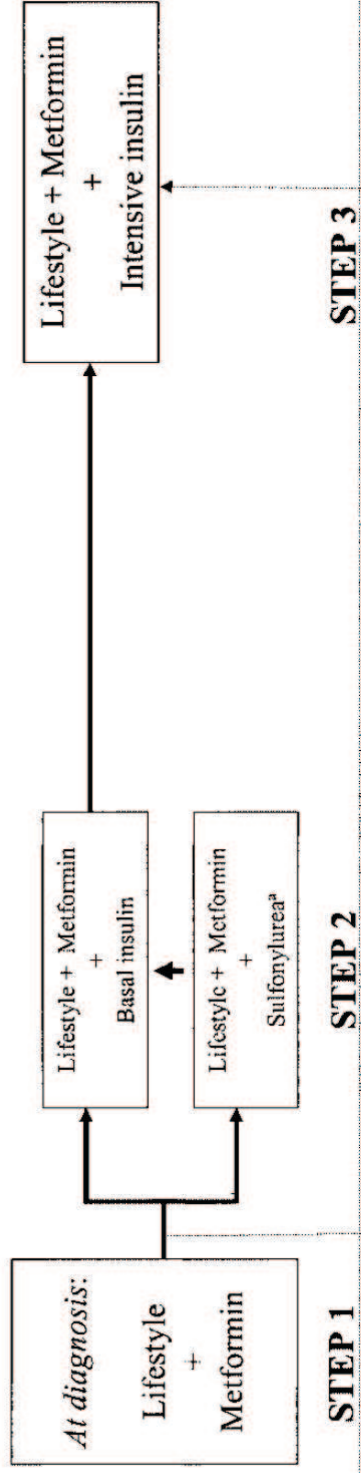 At diagnosis:
Lifestyle
+
Metformin
STEP 1
Lifestyle + Metformin
+
Basal insulin
Lifestyle + Metformin
+
Sulfonylureaª
STEP 2
Lifestyle + Metformin
+
Intensive insulin
STEP 3